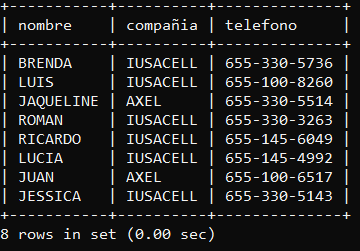 +-----------+----------+--------------+
| nombre    | compañia | telefono     |
+-----------+----------+--------------+
| BRENDA    | IUSACELL | 655-330-5736 |
| LUIS      | IUSACELL | 655-100-8260 |
| JAQUELINE | AXEL     | 655-330-5514 |
| ROMAN     | IUSACELL | 655-330-3263 |
| RICARDO   | IUSACELL | 655-145-6049 |
| LUCIA     | IUSACELL | 655-145-4992 |
| JUAN      | AXEL     | 655-100-6517 |
| JESSICA   | IUSACELL | 655-330-5143 |
+-----------+----------+--------------+
8 rows in set (0.00 sec)